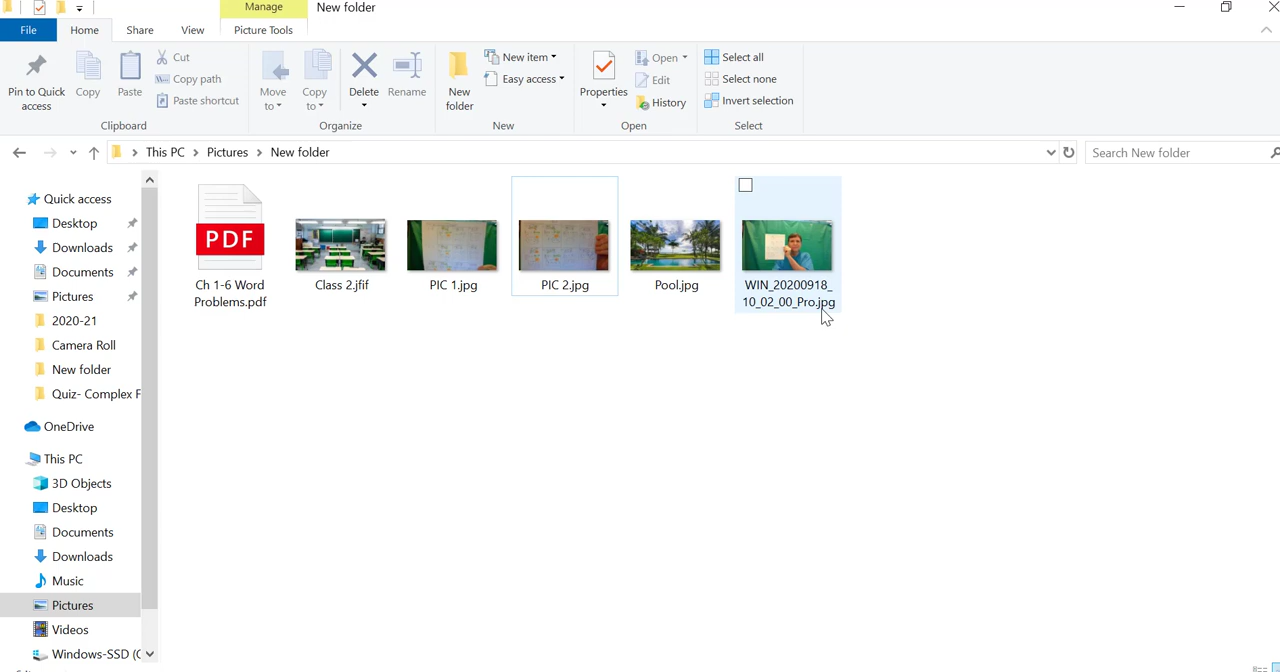 Manage
New folder
File
Home
Share
View
Picture Tools
Pin to Quick
access
Copy
Paste
Cut
Copy path
Paste shortcut
Clipboard
Move
to
Copy
to
Delete
Rename
Organize
New
folder
New item
Easy access
New
Properties
Open
Edit
History
Open
Select all
Select none
Invert selection
Select
This PC
Pictures
New folder
Search New folder
Quick access
Desktop
Downloads
Documents
Pictures
2020-21
Camera Roll
New folder
Quiz- Complex F
OneDrive
This PC
3D Objects
Desktop
Documents
Downloads
Music
Pictures
Videos
Windows-SSD (C
PDF
Ch 1-6 Word
Problems.pdf
Class 2.jfif
PIC 1.jpg
PIC 2.jpg
Pool.jpg
WIN_20200918_
10_02_00_Pro.jpg